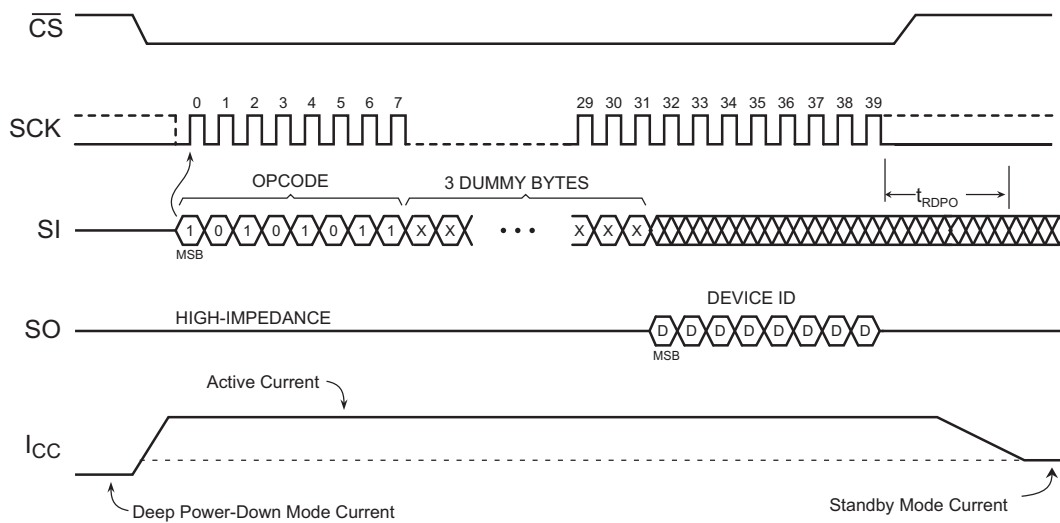 CS
0 1 2 3 4 5 6 7 29 30 31 32 33 34 35 36 37 38 39
SCK
OPCODE 3 DUMMY BYTES
tRDPO
SI 1 0 1 0 1 0 1 1 X X • • • X X X
MSB
DEVICE ID
HIGH-IMPEDANCE
SO D D D D D D D D
MSB
Active Current
ICC
Deep Power-Down Mode Current
Standby Mode Current